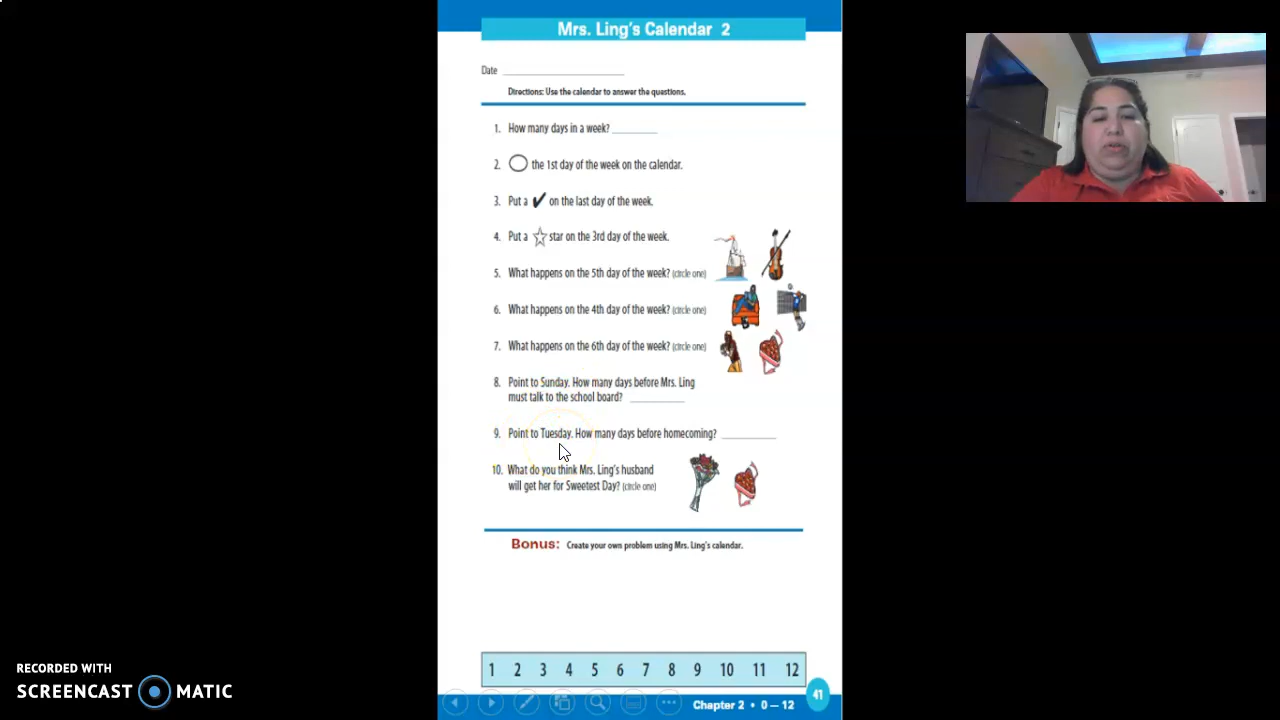 Mrs. Ling's Calendar 2
Date
Directions: Use the calendar to answer the questions.
1. How many days in a week?
2. the 1st day of the week on the calendar.
3. Put a on the last day of the week.
4. Put a star on the 3rd day of the week.
5. What happens on the 5th day of the week? (circle one)
6. What happens on the 4th day of the week? (circle one)
7. What happens on the 6th day of the week? (circle one)
8. Point to Sunday. How many days before Mrs. Ling
must talk to the school board?
9. Point to Tuesday. How many days before homecoming?
10. What do you think Mrs. Ling's husband
will get her for Sweetest Day? (circle one)
Bonus: Create your own problem using Mrs. Ling's calendar.
1 2 3 4 5 6 7 8 9 10 11 12
41
Chapter 2 • 0 – 12
RECORDED WITH
SCREENCAST MATIC